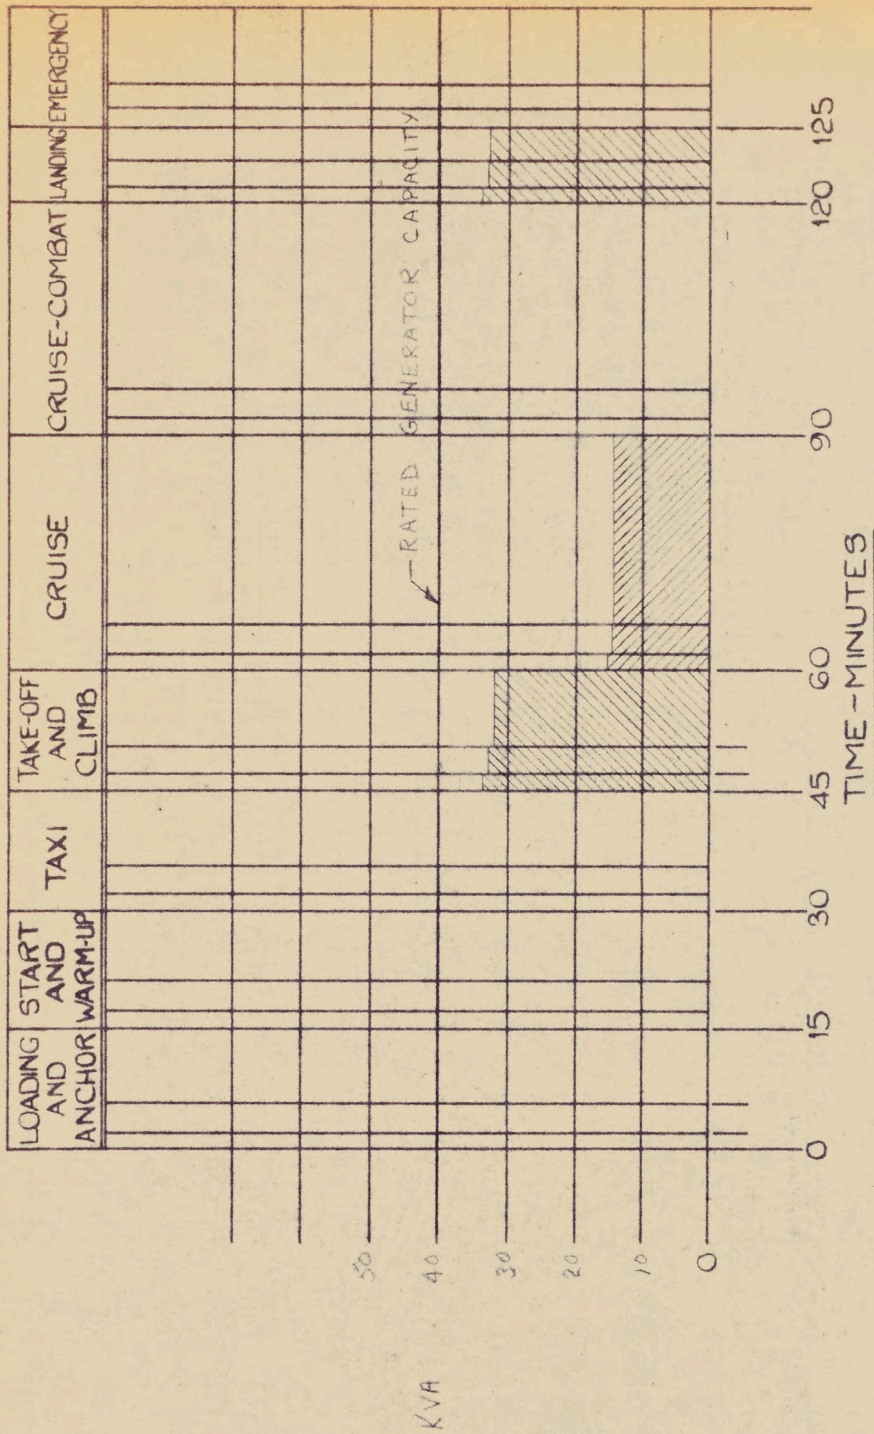 LOADING
AND
ANCHOR
START
AND
WARM-UP
TAXI
TAKE-OFF
AND
CLIMB
CRUISE
CRUISE-COMBAT
LANDING
EMERGENCY
RATED GENERATOR CAPACITY
KVA
50
40
30
20
10
0
0
15
30
45
60
90
120
125
TIME-MINUTES